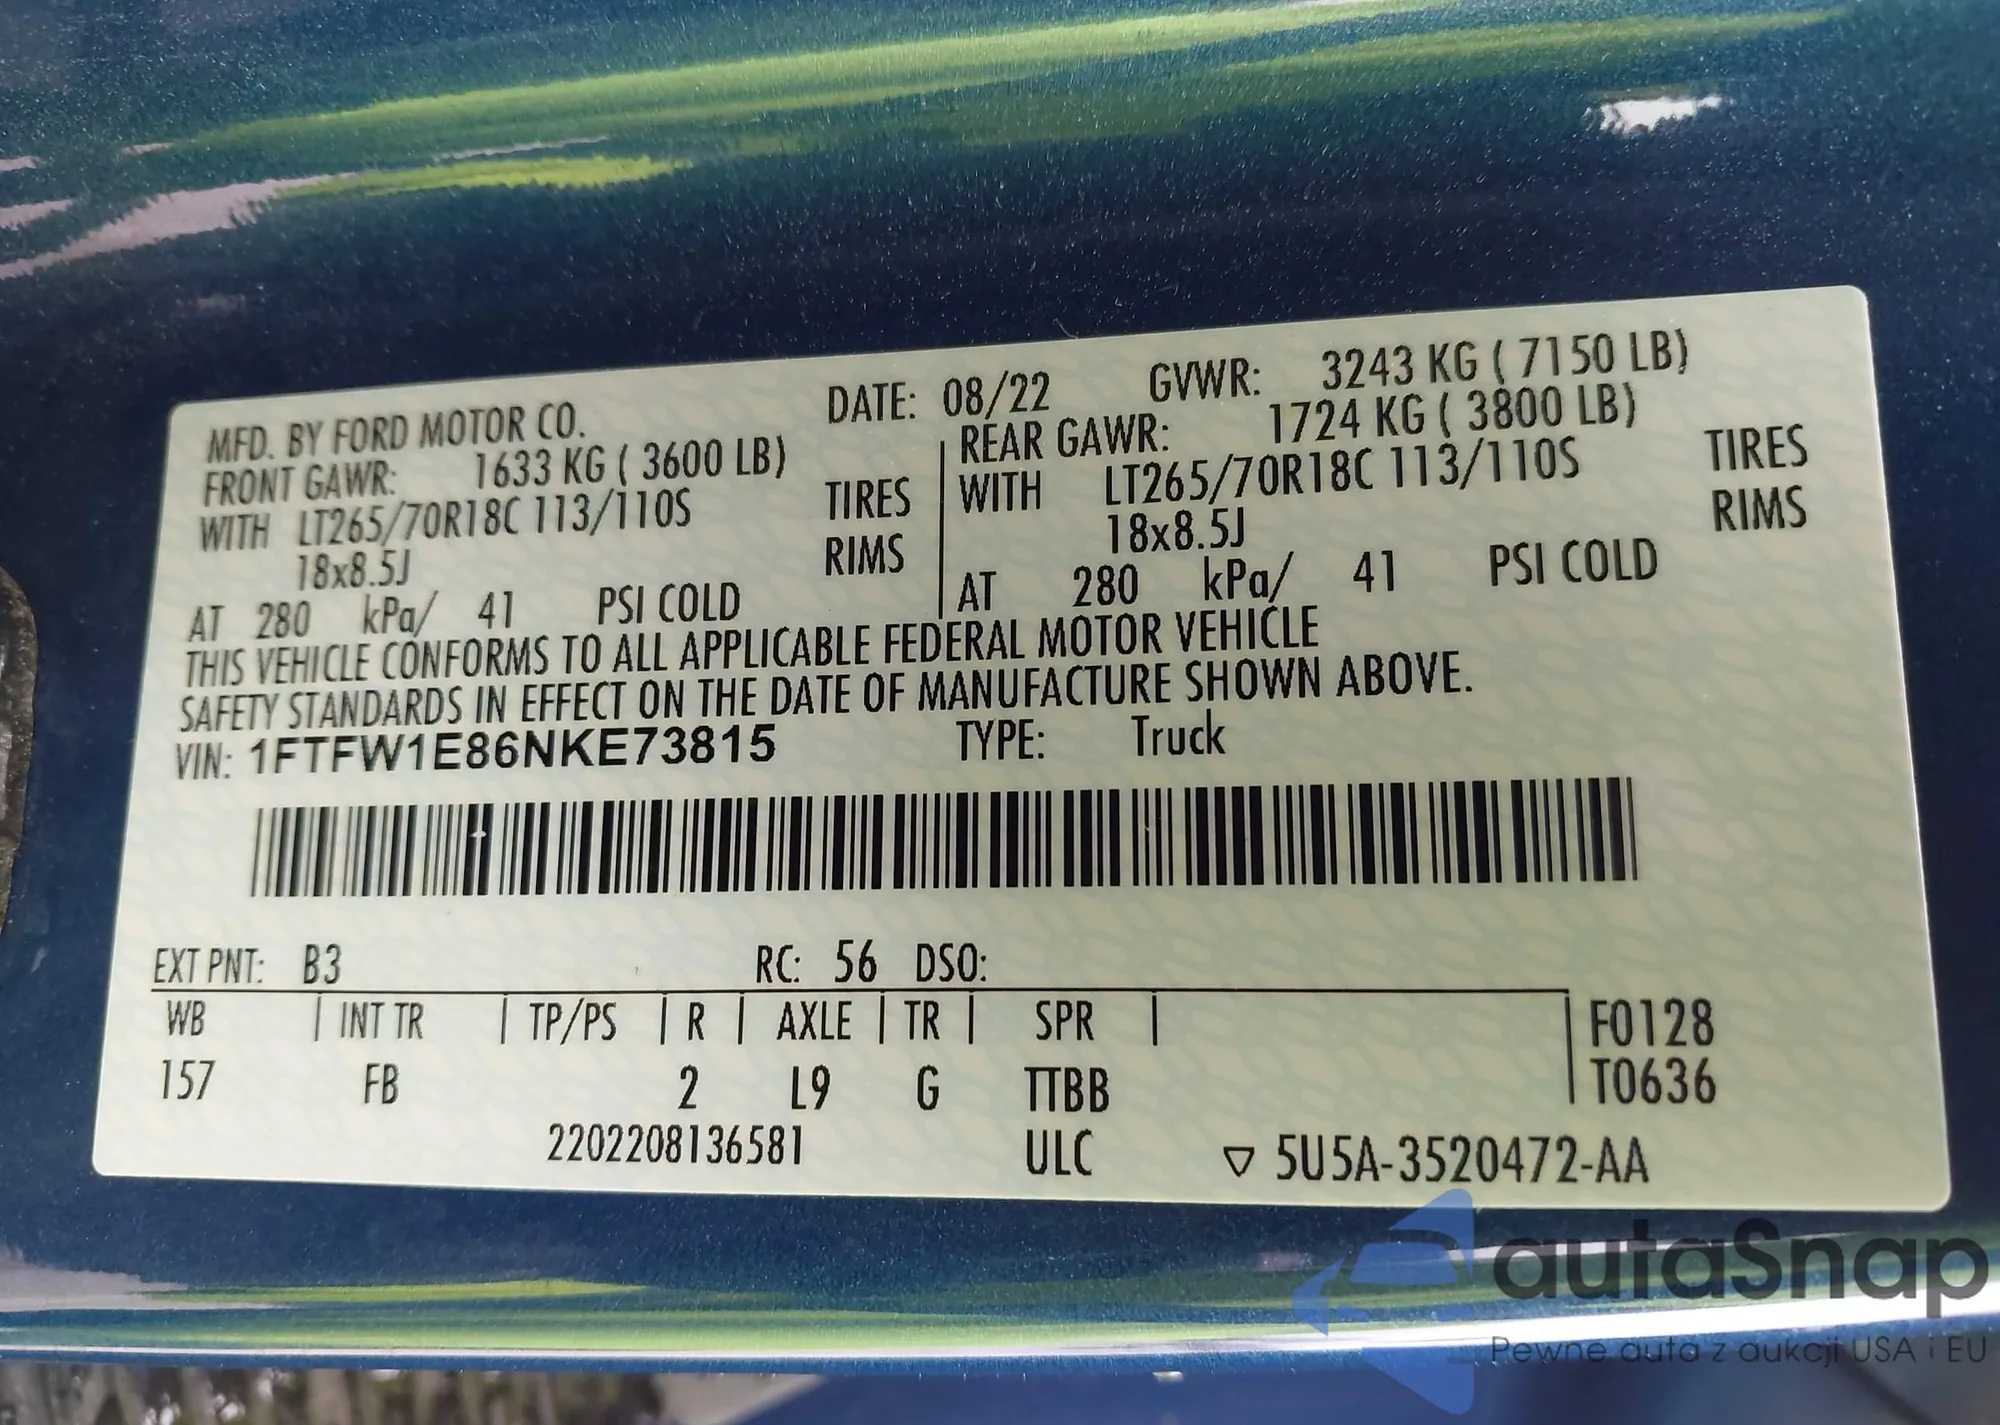 MFD. BY FORD MOTOR CO. DATE: 08/22 GVWR: 3243 KG ( 7150 LB)
FRONT GAWR: 1633 KG ( 3600 LB) REAR GAWR: 1724 KG ( 3800 LB)
WITH LT265/70R18C 113/110S TIRES WITH LT265/70R18C 113/110S TIRES
18x8.5J RIMS 18x8.5J RIMS
AT 280 kPa/ 41 PSI COLD AT 280 kPa/ 41 PSI COLD
THIS VEHICLE CONFORMS TO ALL APPLICABLE FEDERAL MOTOR VEHICLE
SAFETY STANDARDS IN EFFECT ON THE DATE OF MANUFACTURE SHOWN ABOVE.
VIN: 1FTFW1E86NKE73815 TYPE: Truck
EXT PNT: B3 RC: 56 DSO:
WB INT TR TP/PS R AXLE TR SPR F0128
157 FB 2 L9 G TTBB T0636
2202208136581 ULC ▽ 5U5A-3520472-AA
autaSnap
Pewne auta z aukcji USA i EU